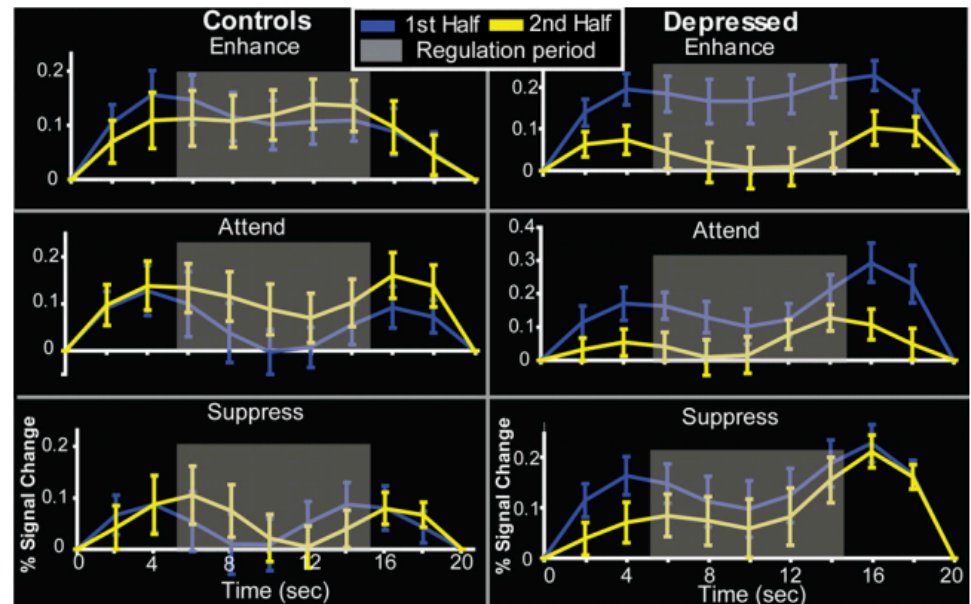 Controls
Enhance
1st Half 2nd Half
Regulation period
Depressed
Enhance
0.2
0.1
0
0.2
0.1
0
Attend
0.2
0.1
0
Attend
0.4
0.3
0.2
0.1
0
Suppress
% Signal Change
0.2
0.1
0
0 4 8 12 16 20
Time (sec)
Suppress
% Signal Change
0.2
0.1
0
0 4 8 12 16 20
Time (sec)